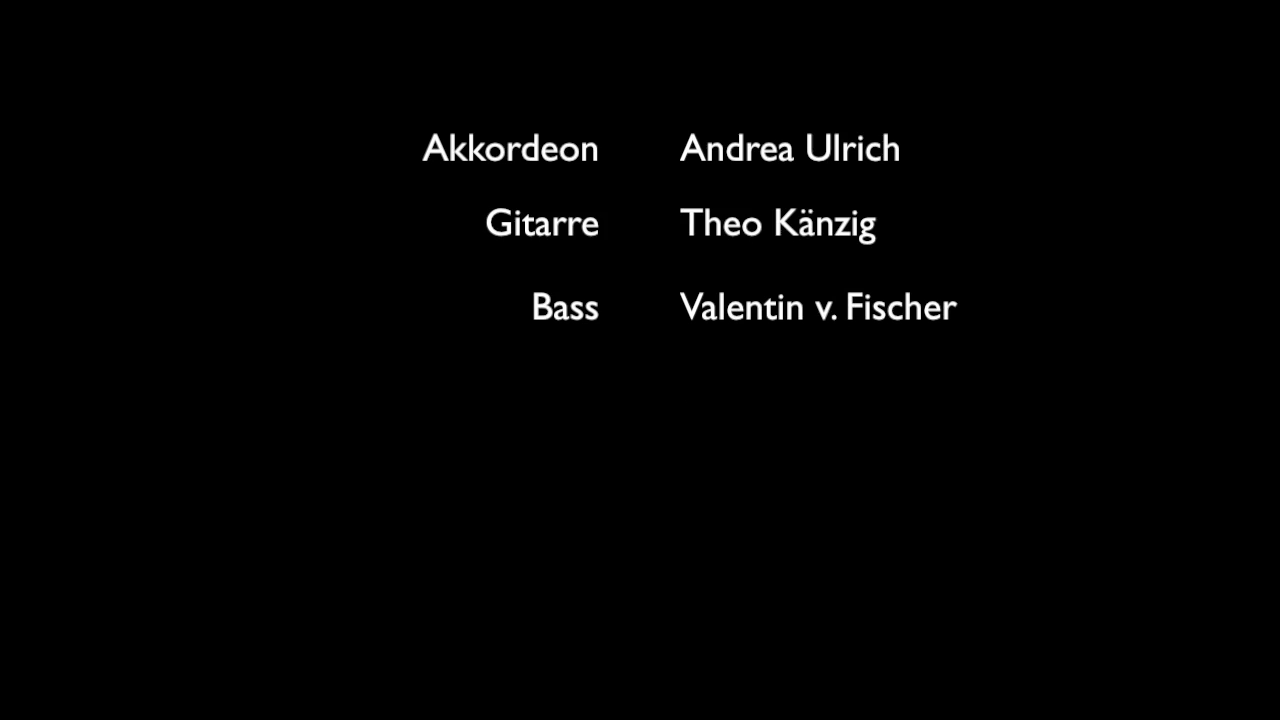 Akkordeon Andrea Ulrich
Gitarre Theo Känzig
Bass Valentin v. Fischer